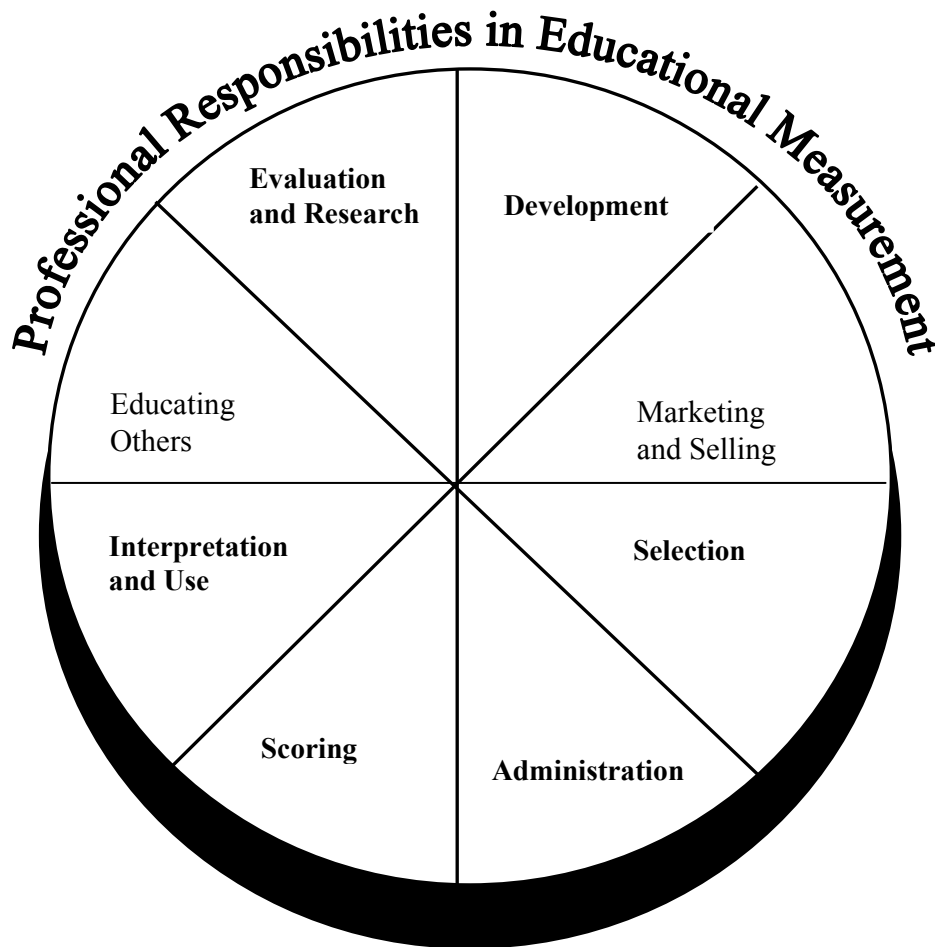 Professional Responsibilities in Educational Measurement
Evaluation
and Research
Development
Educating
Others
Marketing
and Selling
Interpretation
and Use
Selection
Scoring
Administration